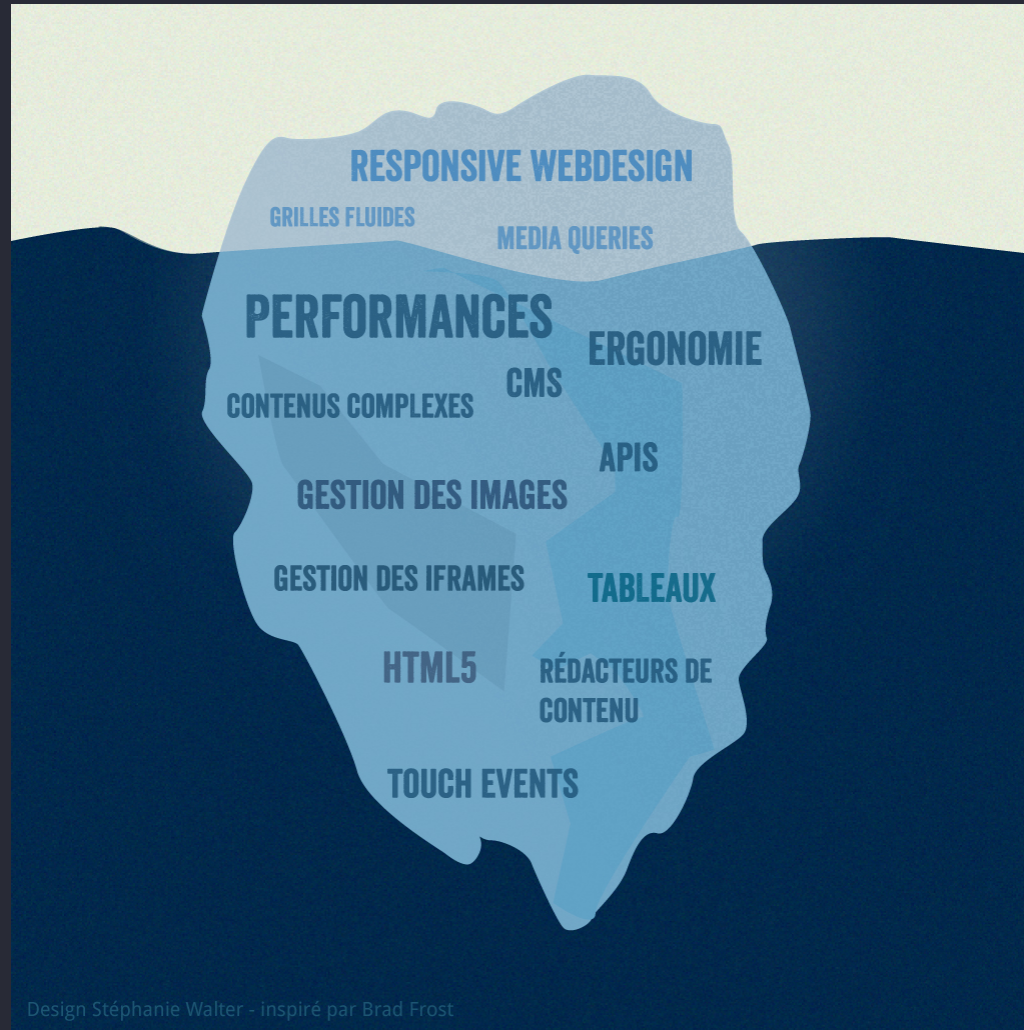 RESPONSIVE WEBDESIGN
GRILLES FLUIDES
MEDIA QUERIES
PERFORMANCES
ERGONOMIE
CMS
CONTENUS COMPLEXES
APIS
GESTION DES IMAGES
GESTION DES IFRAMES
TABLEAUX
HTML5
RÉDACTEURS DE
CONTENU
TOUCH EVENTS
Design Stéphanie Walter - inspiré par Brad Frost